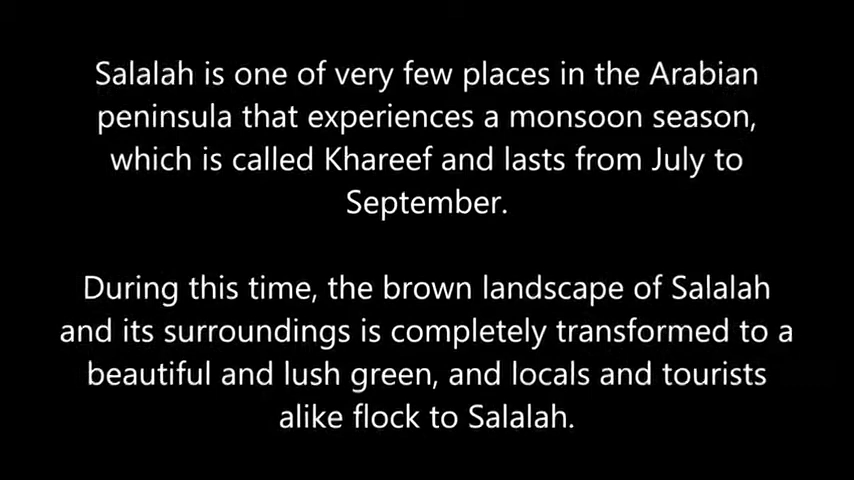 Salalah is one of very few places in the Arabian
peninsula that experiences a monsoon season,
which is called Khareef and lasts from July to
September.
During this time, the brown landscape of Salalah
and its surroundings is completely transformed to a
beautiful and lush green, and locals and tourists
alike flock to Salalah.